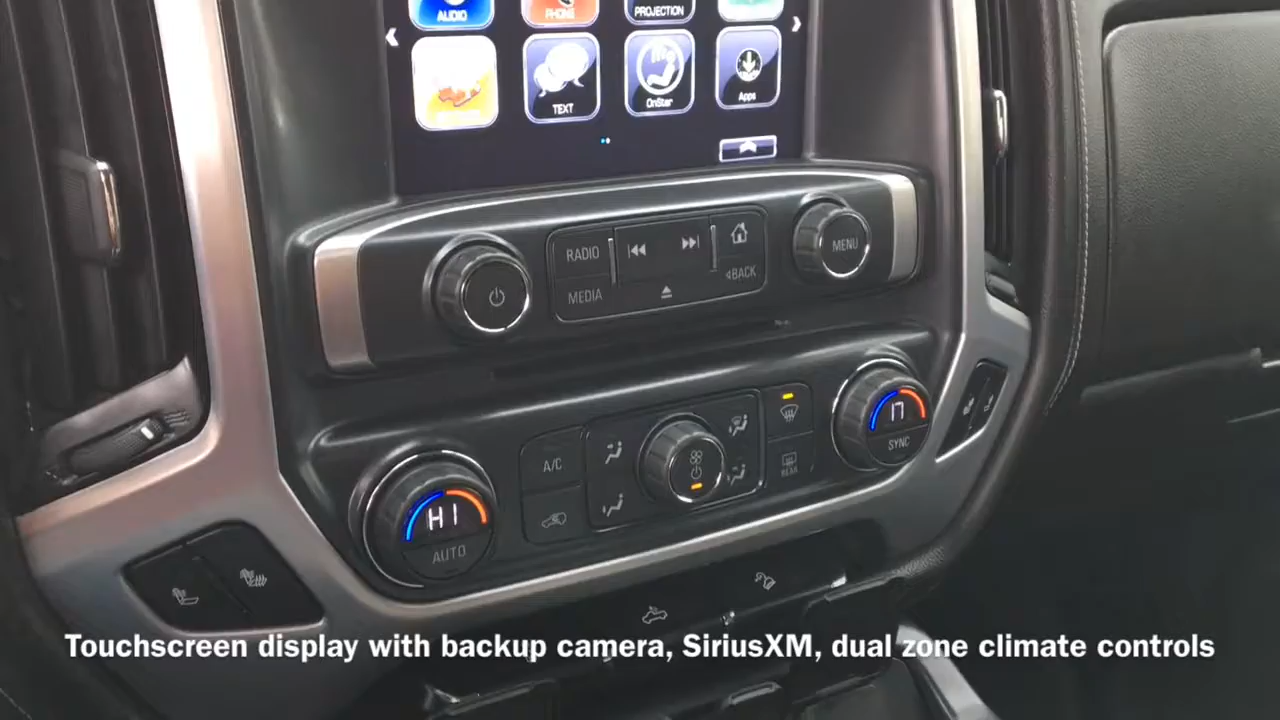 AUDIO
PHONE
PROJECTION
TEXT
OnStar
Apps
RADIO
MENU
BACK
MEDIA
17
SYNC
A/C
REAR
HI
AUTO
Touchscreen display with backup camera, SiriusXM, dual zone climate controls